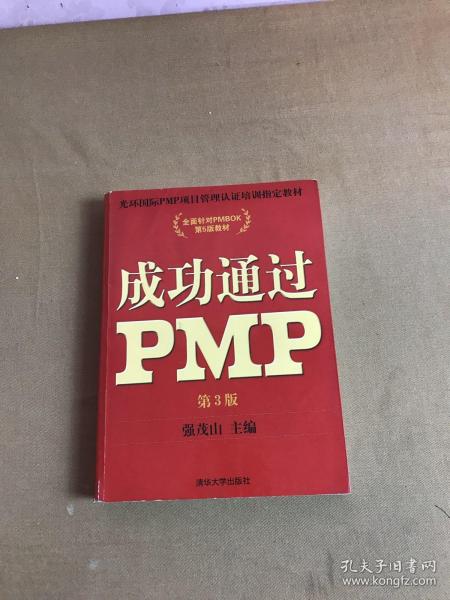 光环国际PMP项目管理认证培训指定教材
全面针对PMBOK
第5版教材
成功通过
PMP
第3版
强茂山 主编
清华大学出版社
孔夫子旧书网
www.kongfz.com